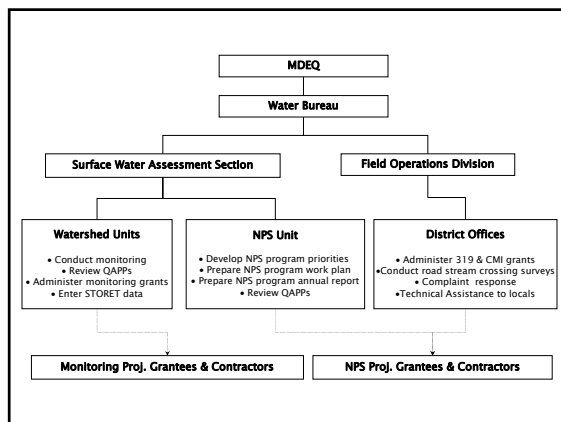 MDEQ
Water Bureau
Surface Water Assessment Section
Field Operations Division
Watershed Units
• Conduct monitoring
• Review QAPPs
• Administer monitoring grants
• Enter STORET data
NPS Unit
• Develop NPS program priorities
• Prepare NPS program work plan
• Prepare NPS program annual report
• Review QAPPs
District Offices
• Administer 319 & CMI grants
•Conduct road stream crossing surveys
• Complaint response
•Technical Assistance to locals
Monitoring Proj. Grantees & Contractors
NPS Proj. Grantees & Contractors